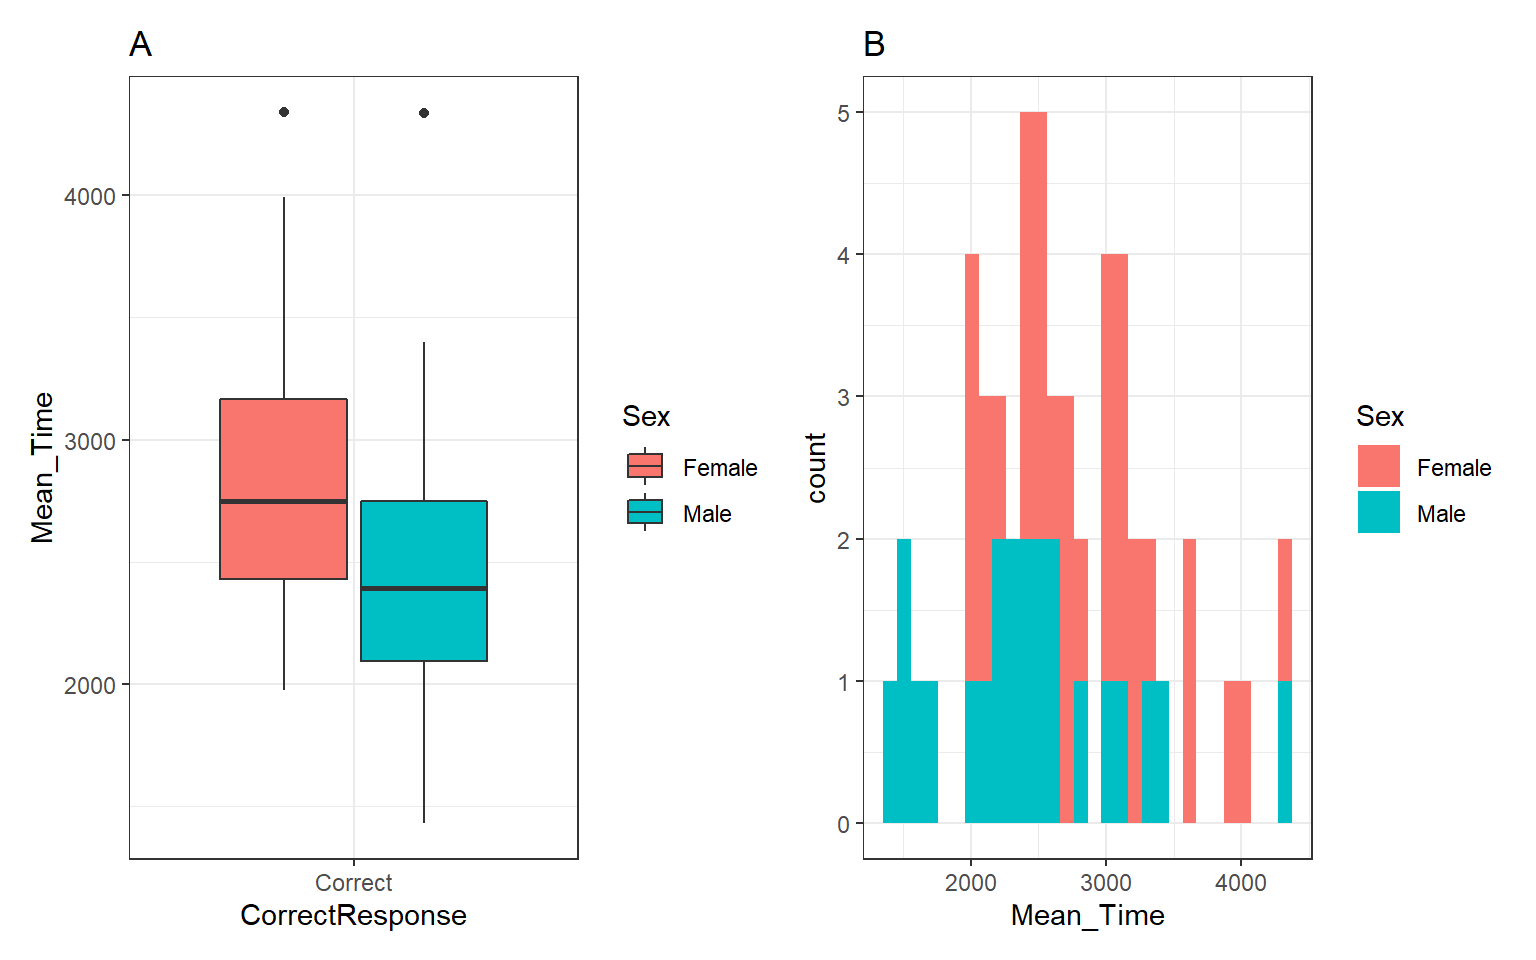 A
Mean_Time
4000
3000
2000
Correct
CorrectResponse
Sex
Female
Male
B
count
5
4
3
2
1
0
2000 3000 4000
Mean_Time
Sex
Female
Male